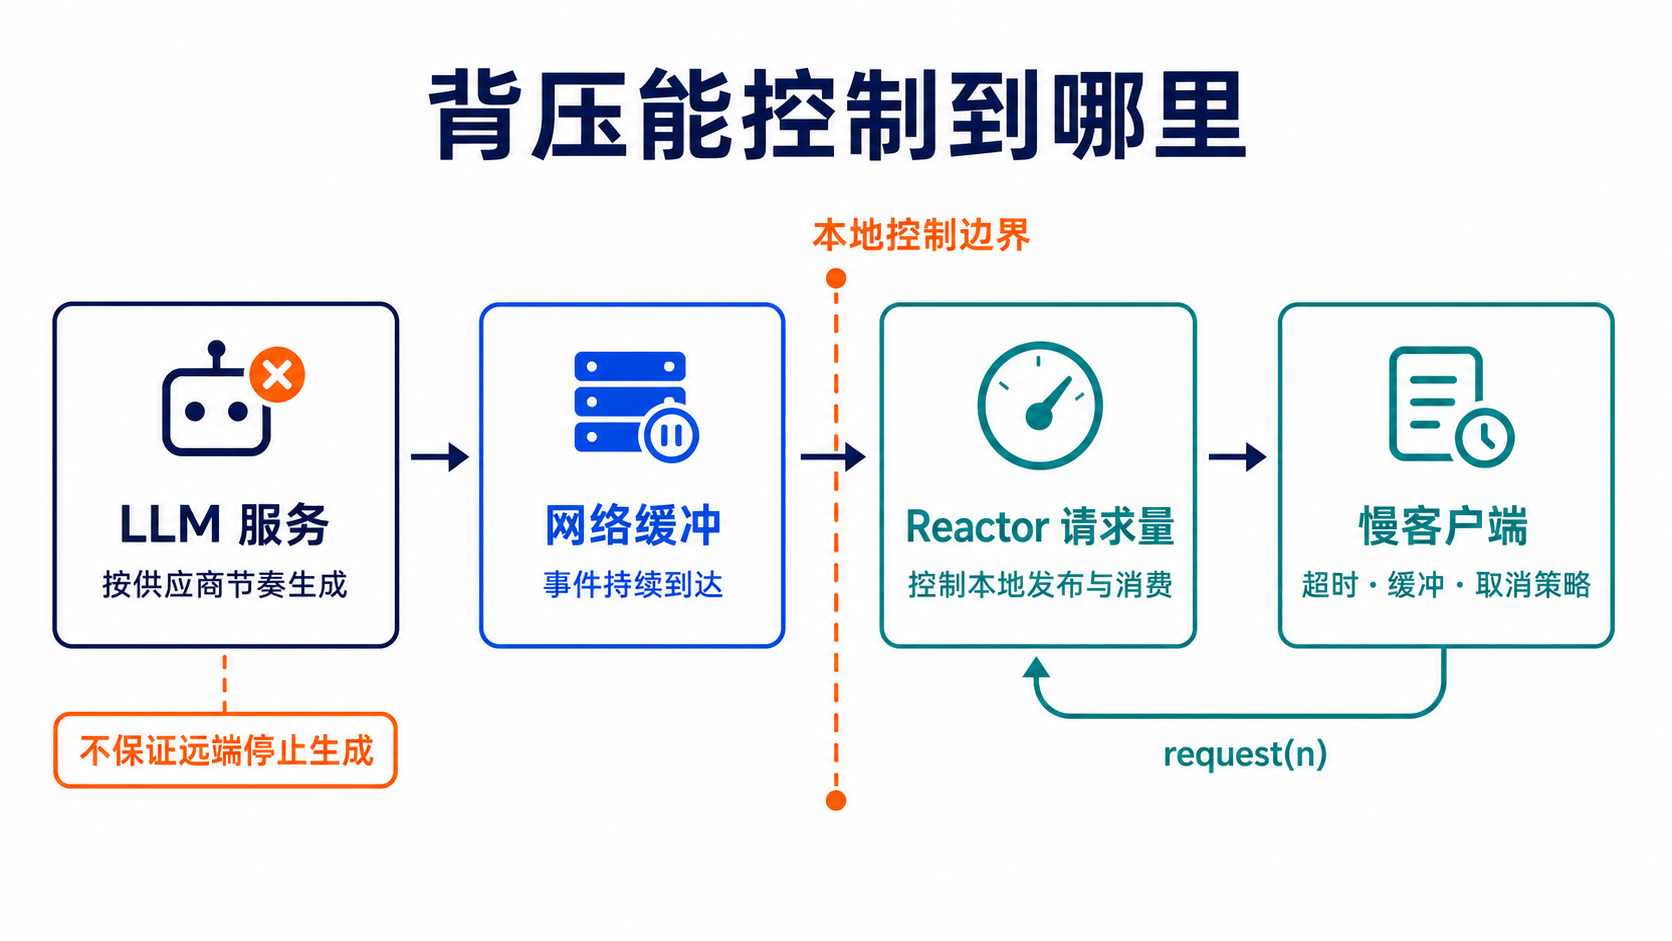 背压能控制到哪里
本地控制边界
LLM 服务
按供应商节奏生成
网络缓冲
事件持续到达
Reactor 请求量
控制本地发布与消费
慢客户端
超时·缓冲·取消策略
不保证远端停止生成
request(n)